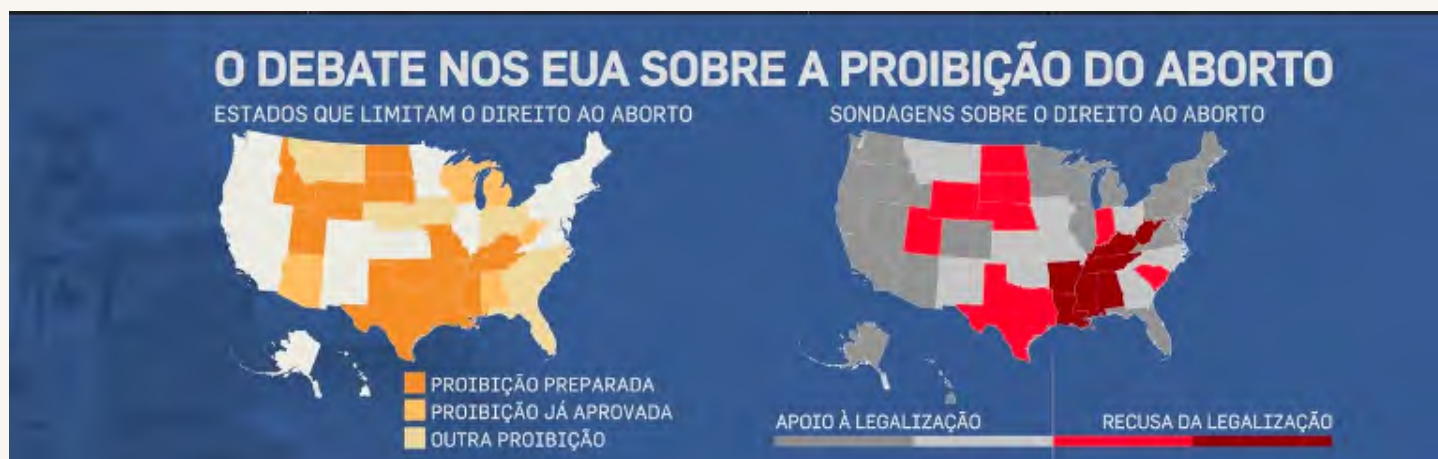 O DEBATE NOS EUA SOBRE A PROIBIÇÃO DO ABORTO
ESTADOS QUE LIMITAM O DIREITO AO ABORTO
PROIBIÇÃO PREPARADA
PROIBIÇÃO JÁ APROVADA
OUTRA PROIBIÇÃO
SONDAGENS SOBRE O DIREITO AO ABORTO
APOIO À LEGALIZAÇÃO
RECUSA DA LEGALIZAÇÃO